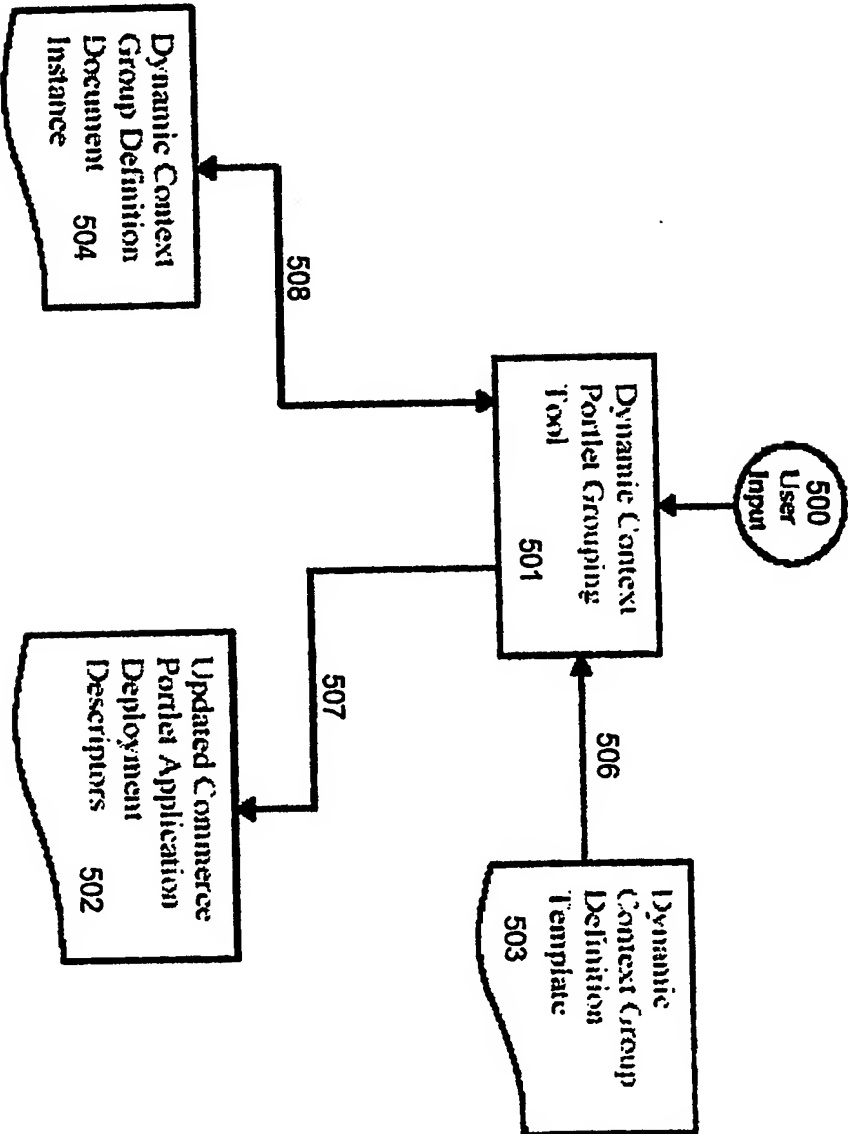 500
User
Input
Dynamic Context
Portlet Grouping
Tool
501
506
Dynamic
Context Group
Definition
Template
503
508
507
Dynamic Context
Group Definition
Document
Instance
504
Updated Commerce
Portlet Application
Deployment
Descriptors
502